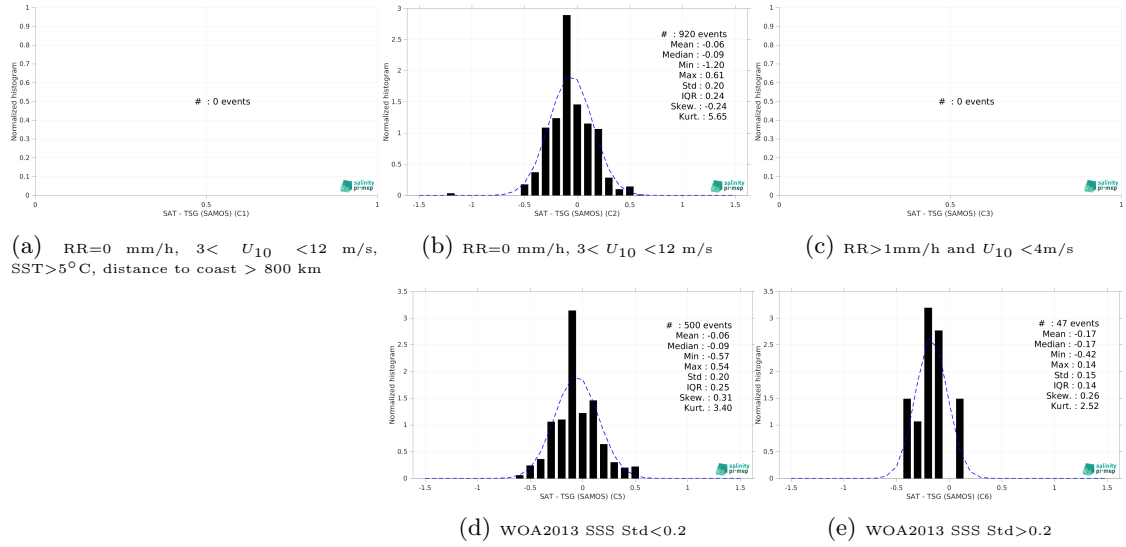 1
0.9
0.8
0.7
0.6
0.5
0.4
0.3
0.2
0.1
0
Normalized histogram
# : 0 events
salinity
pi-mep
0 0.5 1
SAT - TSG (SAMOS) (C1)
(a) RR=0 mm/h, 3< U10 <12 m/s,
SST>5°C, distance to coast > 800 km
3
2.5
2
1.5
1
0.5
0
Normalized histogram
# : 920 events
Mean : -0.06
Median : -0.09
Min : -1.20
Max : 0.61
Std : 0.20
IQR : 0.24
Skew. : -0.24
Kurt. : 5.65
salinity
pi-mep
-1.5 -1 -0.5 0 0.5 1 1.5
SAT - TSG (SAMOS) (C2)
(b) RR=0 mm/h, 3< U10 <12 m/s
1
0.9
0.8
0.7
0.6
0.5
0.4
0.3
0.2
0.1
0
Normalized histogram
# : 0 events
salinity
pi-mep
0 0.5 1
SAT - TSG (SAMOS) (C3)
(c) RR>1mm/h and U10 <4m/s
3.5
3
2.5
2
1.5
1
0.5
0
Normalized histogram
# : 500 events
Mean : -0.06
Median : -0.09
Min : -0.57
Max : 0.54
Std : 0.20
IQR : 0.25
Skew. : 0.31
Kurt. : 3.40
salinity
pi-mep
-1.5 -1 -0.5 0 0.5 1 1.5
SAT - TSG (SAMOS) (C5)
(d) WOA2013 SSS Std<0.2
3.5
3
2.5
2
1.5
1
0.5
0
Normalized histogram
# : 47 events
Mean : -0.17
Median : -0.17
Min : -0.42
Max : 0.14
Std : 0.15
IQR : 0.14
Skew. : 0.26
Kurt. : 2.52
salinity
pi-mep
-1.5 -1 -0.5 0 0.5 1 1.5
SAT - TSG (SAMOS) (C6)
(e) WOA2013 SSS Std>0.2